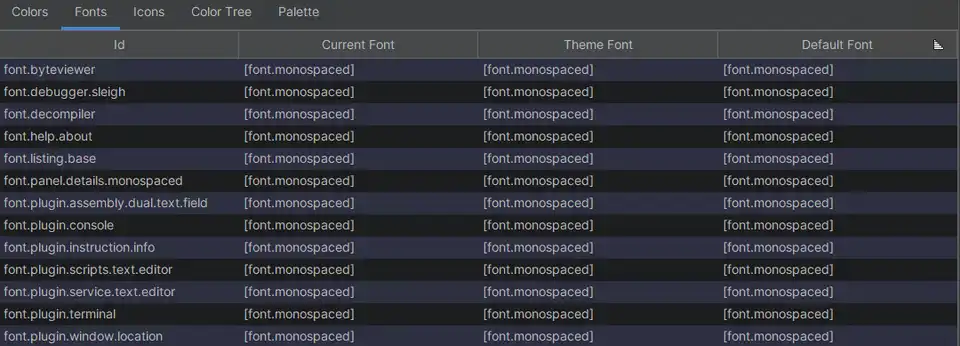 Colors Fonts Icons Color Tree Palette
Id Current Font Theme Font Default Font
font.byteviewer [font.monospaced] [font.monospaced] [font.monospaced]
font.debugger.sleigh [font.monospaced] [font.monospaced] [font.monospaced]
font.decompiler [font.monospaced] [font.monospaced] [font.monospaced]
font.help.about [font.monospaced] [font.monospaced] [font.monospaced]
font.listing.base [font.monospaced] [font.monospaced] [font.monospaced]
font.panel.details.monospaced [font.monospaced] [font.monospaced] [font.monospaced]
font.plugin.assembly.dual.text.field [font.monospaced] [font.monospaced] [font.monospaced]
font.plugin.console [font.monospaced] [font.monospaced] [font.monospaced]
font.plugin.instruction.info [font.monospaced] [font.monospaced] [font.monospaced]
font.plugin.scripts.text.editor [font.monospaced] [font.monospaced] [font.monospaced]
font.plugin.service.text.editor [font.monospaced] [font.monospaced] [font.monospaced]
font.plugin.terminal [font.monospaced] [font.monospaced] [font.monospaced]
font.plugin.window.location [font.monospaced] [font.monospaced] [font.monospaced]